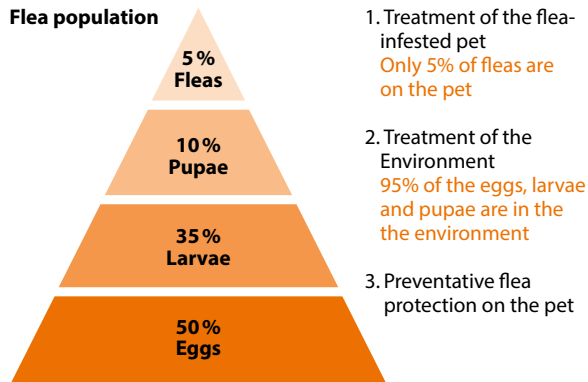 Flea population
5 %
Fleas
10 %
Pupae
35 %
Larvae
50 %
Eggs
1. Treatment of the flea-
infested pet
Only 5% of fleas are
on the pet
2. Treatment of the
Environment
95% of the eggs, larvae
and pupae are in the
the environment
3. Preventative flea
protection on the pet